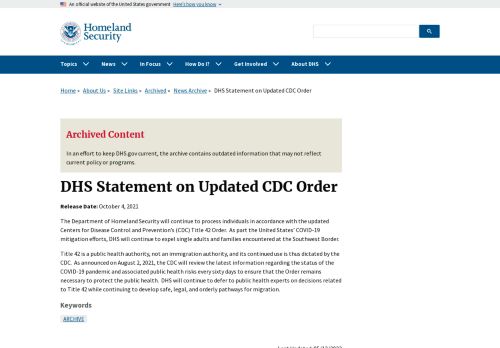 An official website of the United States government Here's how you know
Homeland
Security
Topics News In Focus How Do I? Get Involved About DHS
Home » About Us » Site Links » Archived » News Archive » DHS Statement on Updated CDC Order
Archived Content
In an effort to keep DHS.gov current, the archive contains outdated information that may not reflect
current policy or programs.
DHS Statement on Updated CDC Order
Release Date: October 4, 2021
The Department of Homeland Security will continue to process individuals in accordance with the updated
Centers for Disease Control and Prevention's (CDC) Title 42 Order. As part the United States' COVID-19
mitigation efforts, DHS will continue to expel single adults and families encountered at the Southwest Border.
Title 42 is a public health authority, not an immigration authority, and its continued use is thus dictated by the
CDC. As announced on August 2, 2021, the CDC will review the latest information regarding the status of the
COVID-19 pandemic and associated public health risks every sixty days to ensure that the Order remains
necessary to protect the public health. DHS will continue to defer to public health experts on decisions related
to Title 42 while continuing to develop safe, legal, and orderly pathways for migration.
Keywords
ARCHIVE